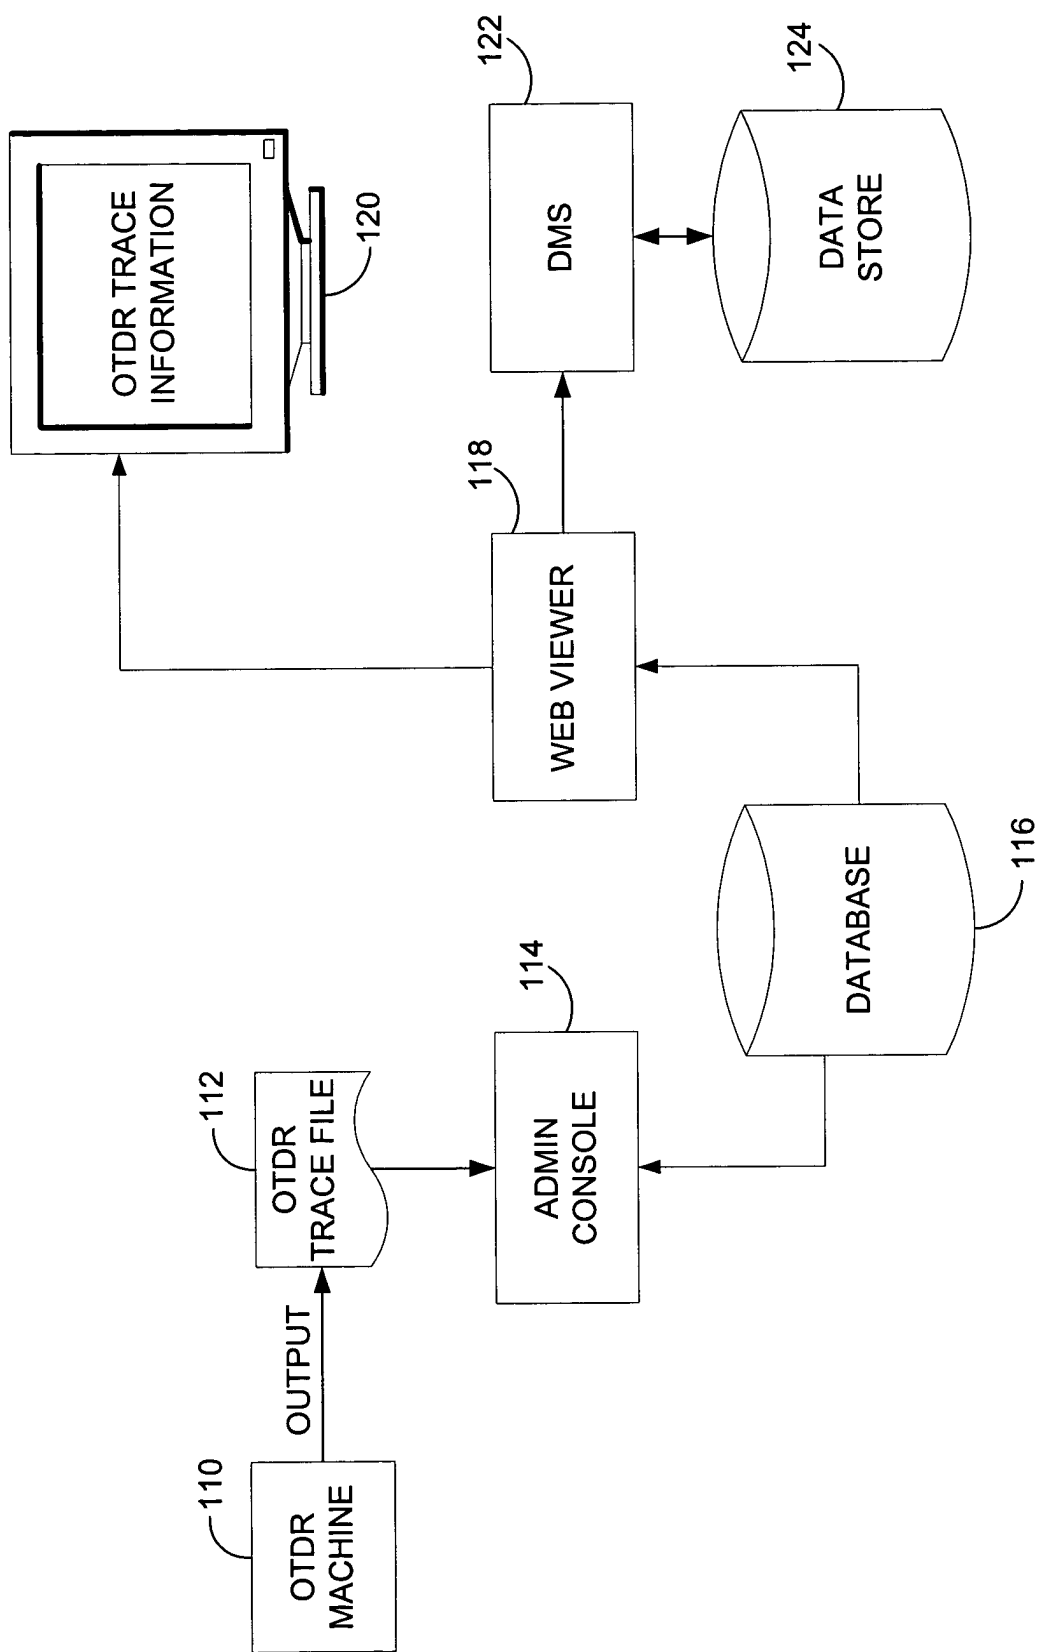 OTDR
MACHINE
110
OUTPUT
OTDR
TRACE FILE
112
ADMIN
CONSOLE
114
DATABASE
116
WEB VIEWER
118
OTDR TRACE
INFORMATION
120
DMS
122
DATA
STORE
124